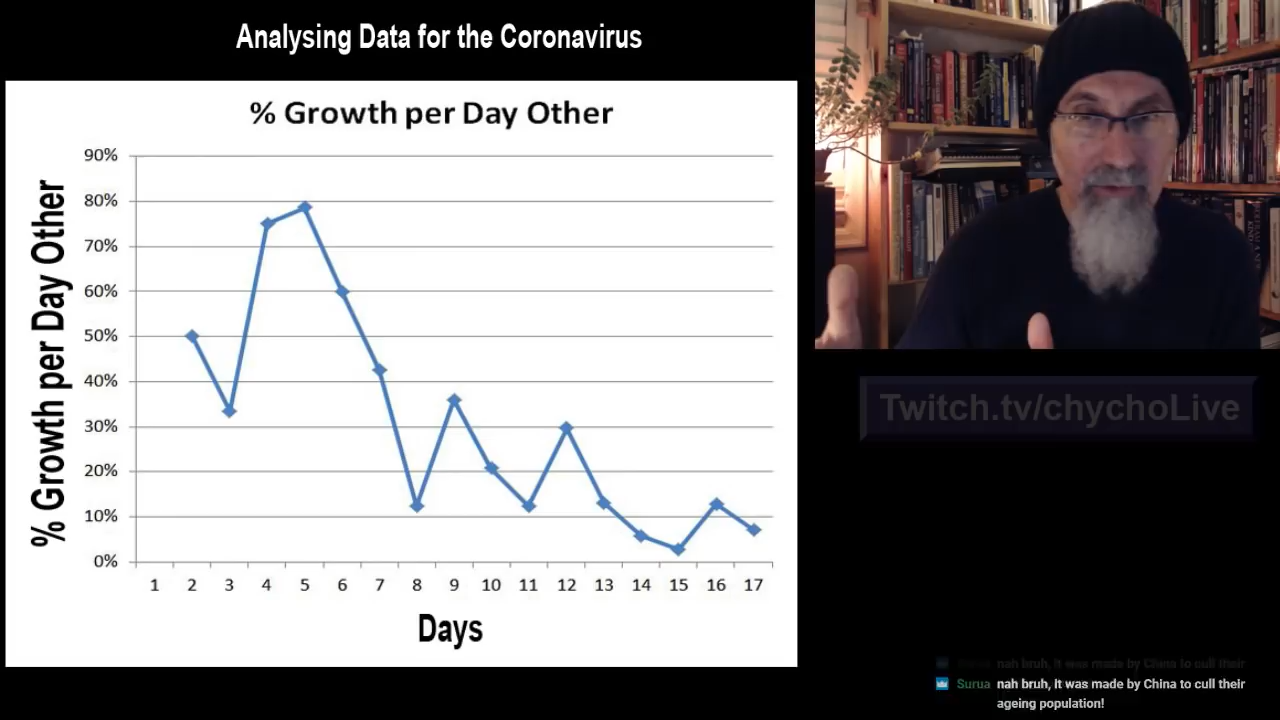 Analysing Data for the Coronavirus
% Growth per Day Other
% Growth per Day Other
90%
80%
70%
60%
50%
40%
30%
20%
10%
0%
1 2 3 4 5 6 7 8 9 10 11 12 13 14 15 16 17
Days
Twitch.tv/chychoLive
nah bruh, it was made by China to cull their
Surua nah bruh, it was made by China to cull their
ageing population!